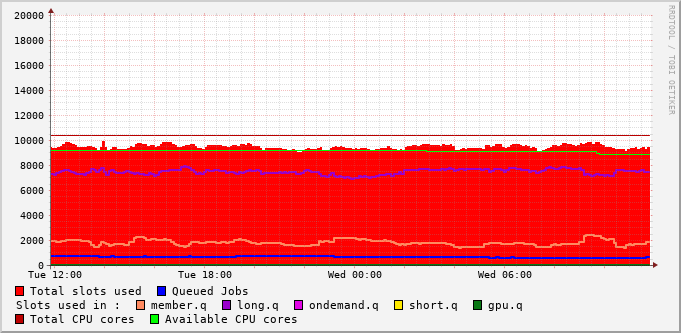 RRDTOOL / TOBI OETIKER
20000
18000
16000
14000
12000
10000
8000
6000
4000
2000
0
Tue 12:00 Tue 18:00 Wed 00:00 Wed 06:00
Total slots used Queued Jobs
Slots used in : member.q long.q ondemand.q short.q gpu.q
Total CPU cores Available CPU cores